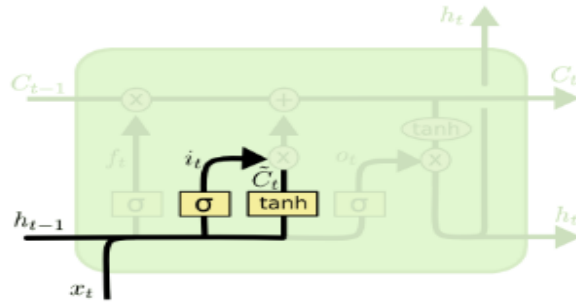 h_t
C_{t-1}
×
+
C_t
tanh
f_t
i_t
×
o_t
×
C̃_t
σ
σ
tanh
σ
h_{t-1}
h_t
x_t